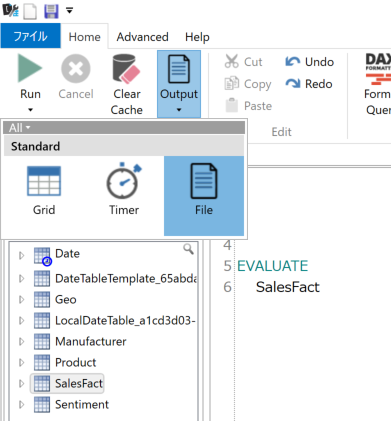 ファイル Home Advanced Help
Run Cancel Clear Cache Output
Cut Undo
Copy Redo
Paste
Edit
DAX
FORMATTER
Form
Quer
All
Standard
Grid Timer File
Date
DateTableTemplate_65abda
Geo
LocalDateTable_a1cd3d03-
Manufacturer
Product
SalesFact
Sentiment
4
5 EVALUATE
6 SalesFact